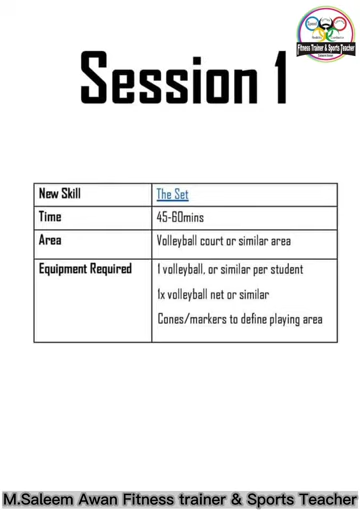 Fitness Trainer & Sports Teacher
Session 1
New Skill The Set
Time 45-60mins
Area Volleyball court or similar area
Equipment Required 1 volleyball, or similar per student
1x volleyball net or similar
Cones/markers to define playing area
M.Saleem Awan Fitness trainer & Sports Teacher